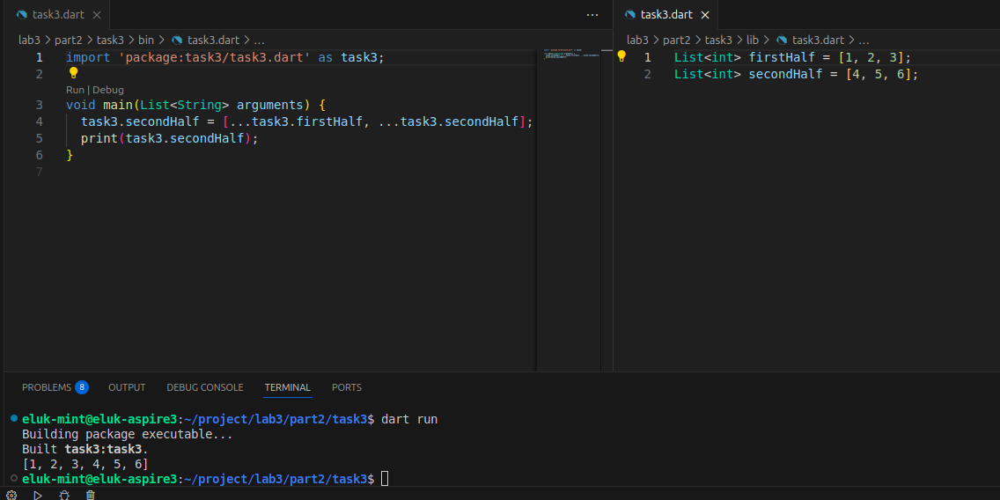 task3.dart
lab3 > part2 > task3 > bin > task3.dart > ...
1 import 'package:task3/task3.dart' as task3;
2
Run | Debug
3 void main(List<String> arguments) {
4   task3.secondHalf = [...task3.firstHalf, ...task3.secondHalf];
5   print(task3.secondHalf);
6 }
7
task3.dart
lab3 > part2 > task3 > lib > task3.dart > ...
1 List<int> firstHalf = [1, 2, 3];
2 List<int> secondHalf = [4, 5, 6];
PROBLEMS 8 OUTPUT DEBUG CONSOLE TERMINAL PORTS
eluk-mint@eluk-aspire3:~/project/lab3/part2/task3$ dart run
Building package executable...
Built task3:task3.
[1, 2, 3, 4, 5, 6]
eluk-mint@eluk-aspire3:~/project/lab3/part2/task3$